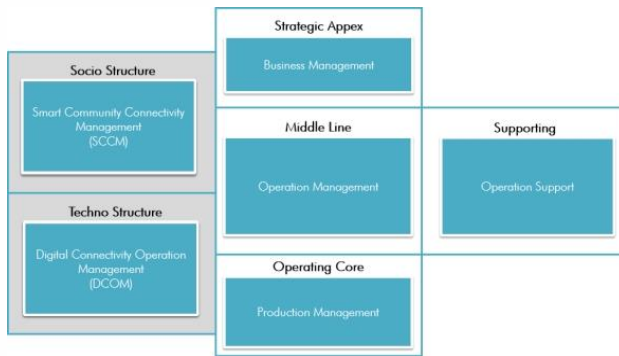 Strategic Appex
Business Management
Socio Structure
Smart Community Connectivity
Management
(SCCM)
Middle Line
Operation Management
Supporting
Operation Support
Techno Structure
Digital Connectivity Operation
Management
(DCOM)
Operating Core
Production Management